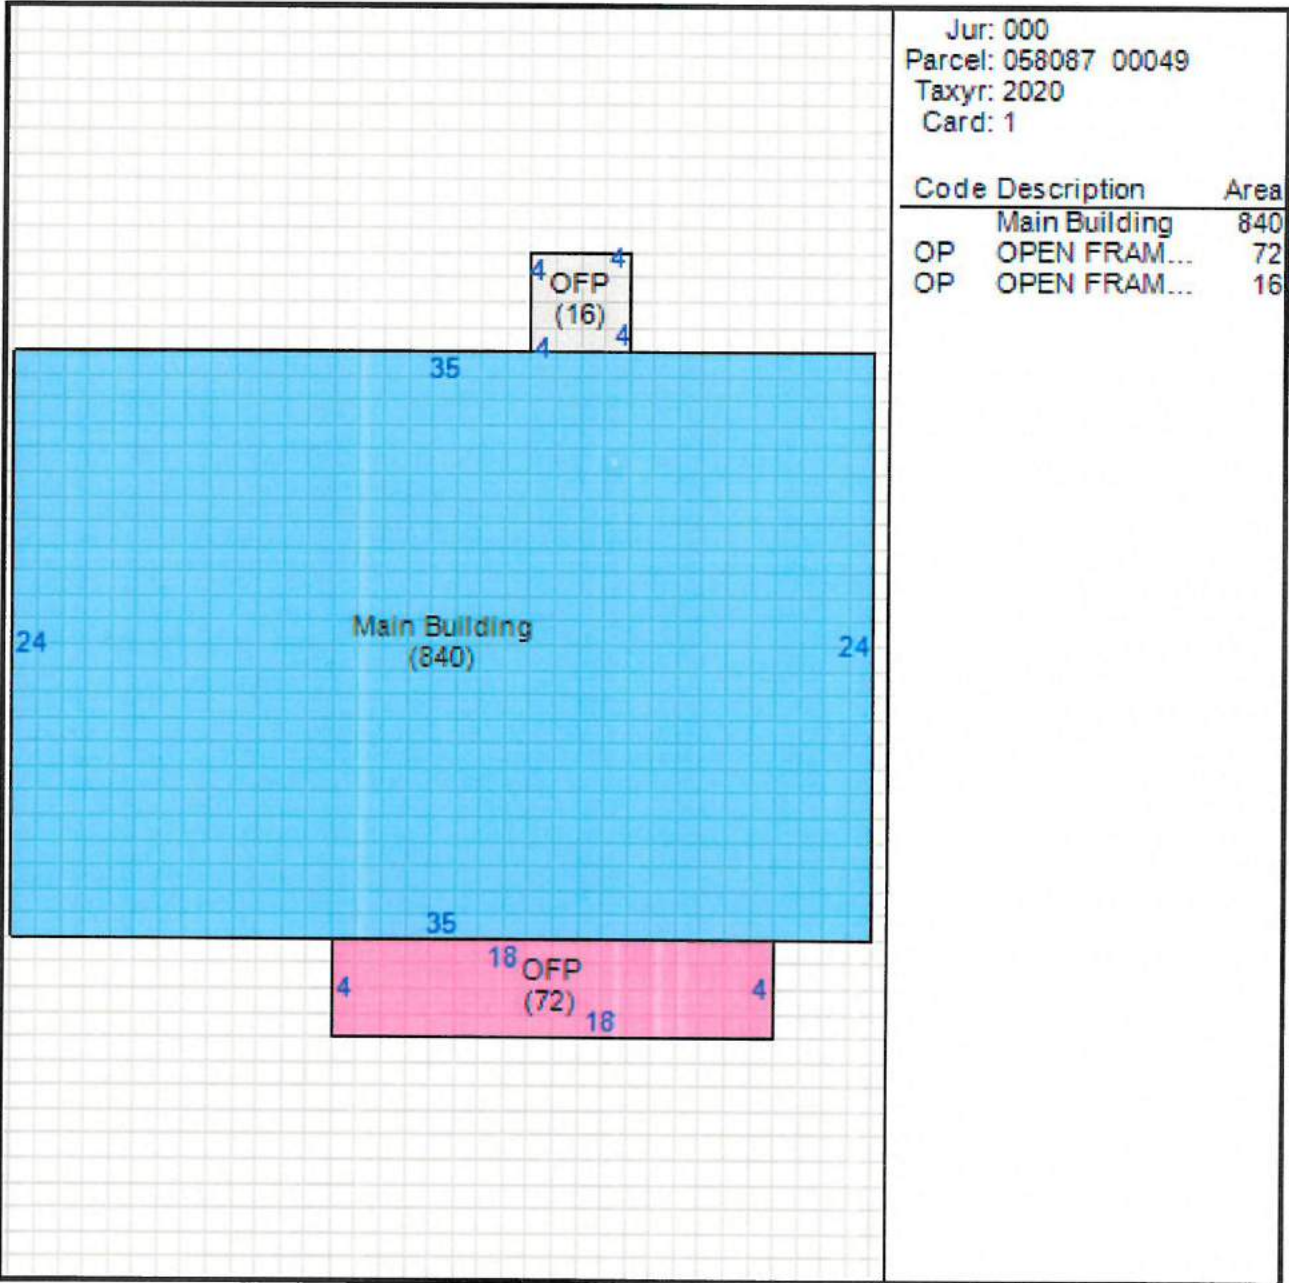 Jur: 000
Parcel: 058087 00049
Taxyr: 2020
Card: 1
Code Description Area
Main Building 840
OP OPEN FRAM... 72
OP OPEN FRAM... 16
4 4
OFP
(16)
4 4
35
Main Building
(840)
24 24
35
18
OFP
4 4
(72)
18